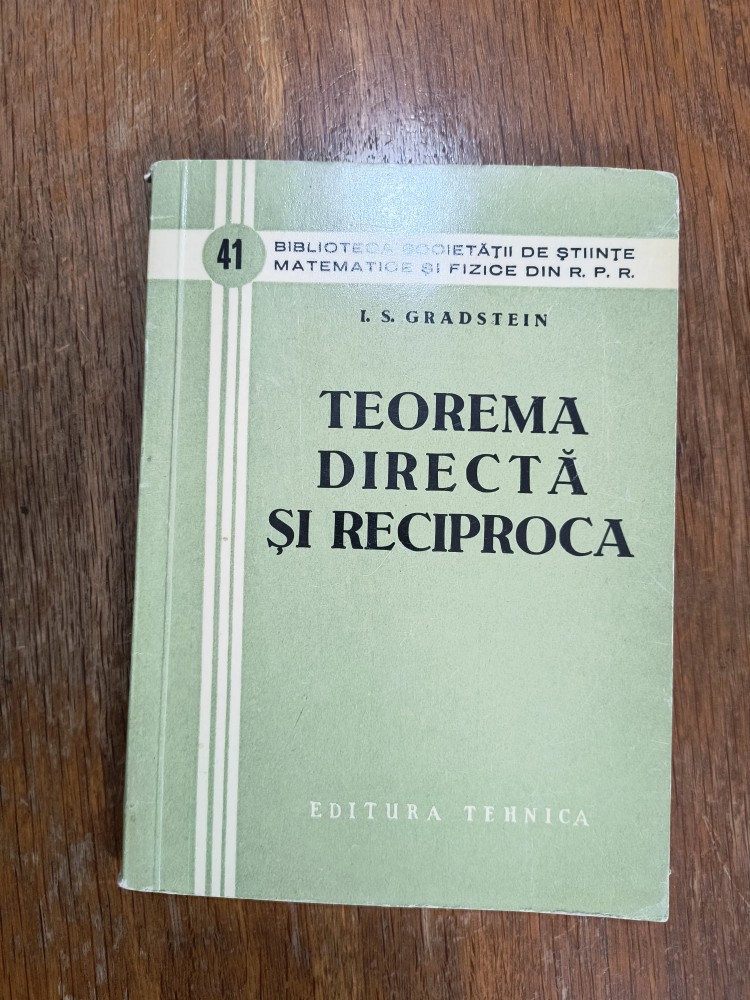 41
BIBLIOTECA SOCIETĂȚII DE ȘTIINȚE
MATEMATICE ȘI FIZICE DIN R. P. R.
I. S. GRADSTEIN
TEOREMA
DIRECTĂ
ȘI RECIPROCA
EDITURA TEHNICA